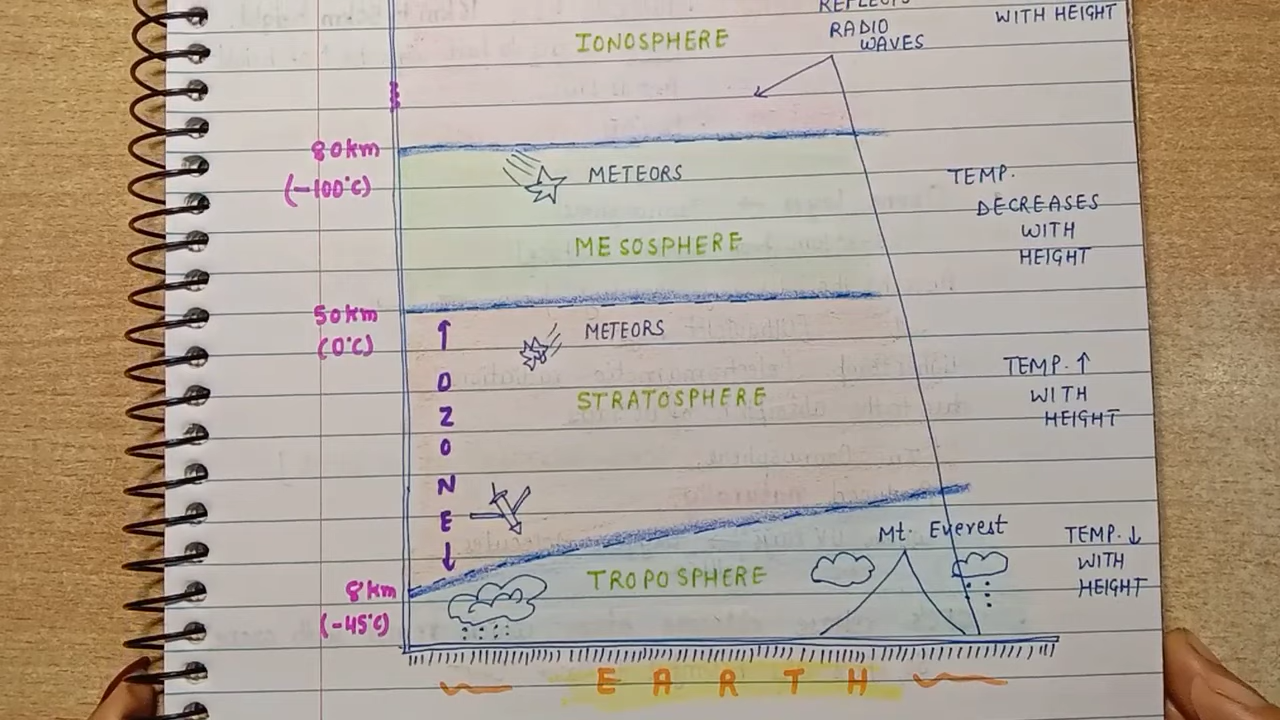 REFLECTS
RADIO
WAVES
WITH HEIGHT
IONOSPHERE
80km
(-100°C)
METEORS
MESOSPHERE
TEMP.
DECREASES
WITH
HEIGHT
50km
(0°C)
METEORS
STRATOSPHERE
TEMP. ↑
WITH
HEIGHT
↑
O
Z
O
N
E
↓
8km
(-45°C)
TROPOSPHERE
Mt. Everest
TEMP. ↓
WITH
HEIGHT
EARTH